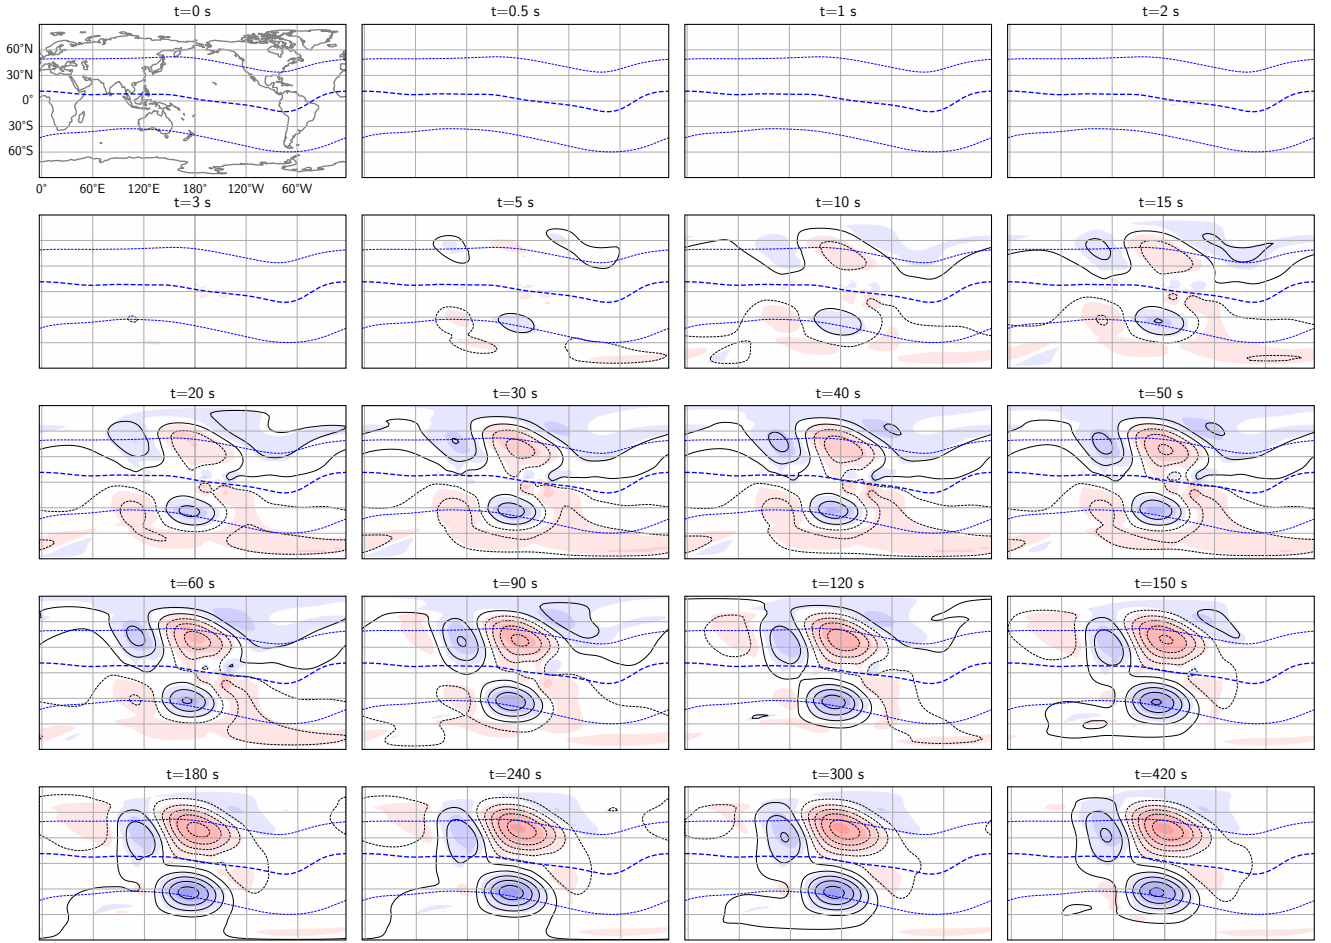 t=0 s t=0.5 s t=1 s t=2 s
60°N
30°N
0°
30°S
60°S
0° 60°E 120°E 180° 120°W 60°W
t=3 s t=5 s t=10 s t=15 s
t=20 s t=30 s t=40 s t=50 s
t=60 s t=90 s t=120 s t=150 s
t=180 s t=240 s t=300 s t=420 s